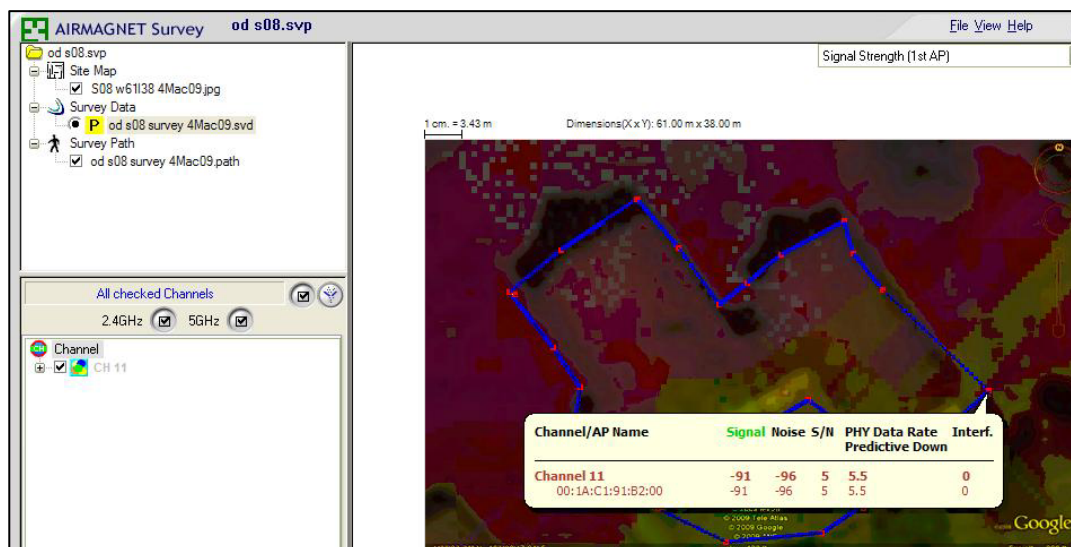 AIRMAGNET Survey od s08.svp File View Help
od s08.svp
Site Map
S08 w61l38 4Mac09.jpg
Survey Data
P od s08 survey 4Mac09.svd
Survey Path
od s08 survey 4Mac09.path
All checked Channels
2.4GHz 5GHz
CH Channel
CH 11
Signal Strength (1st AP)
1 cm. = 3.43 m Dimensions(X x Y): 61.00 m x 38.00 m
Channel/AP Name Signal Noise S/N PHY Data Rate Interf.
Predictive Down
Channel 11 -91 -96 5 5.5 0
00:1A:C1:91:B2:00 -91 -96 5 5.5 0
© 2009 Tele Atlas
© 2009 Google
Google